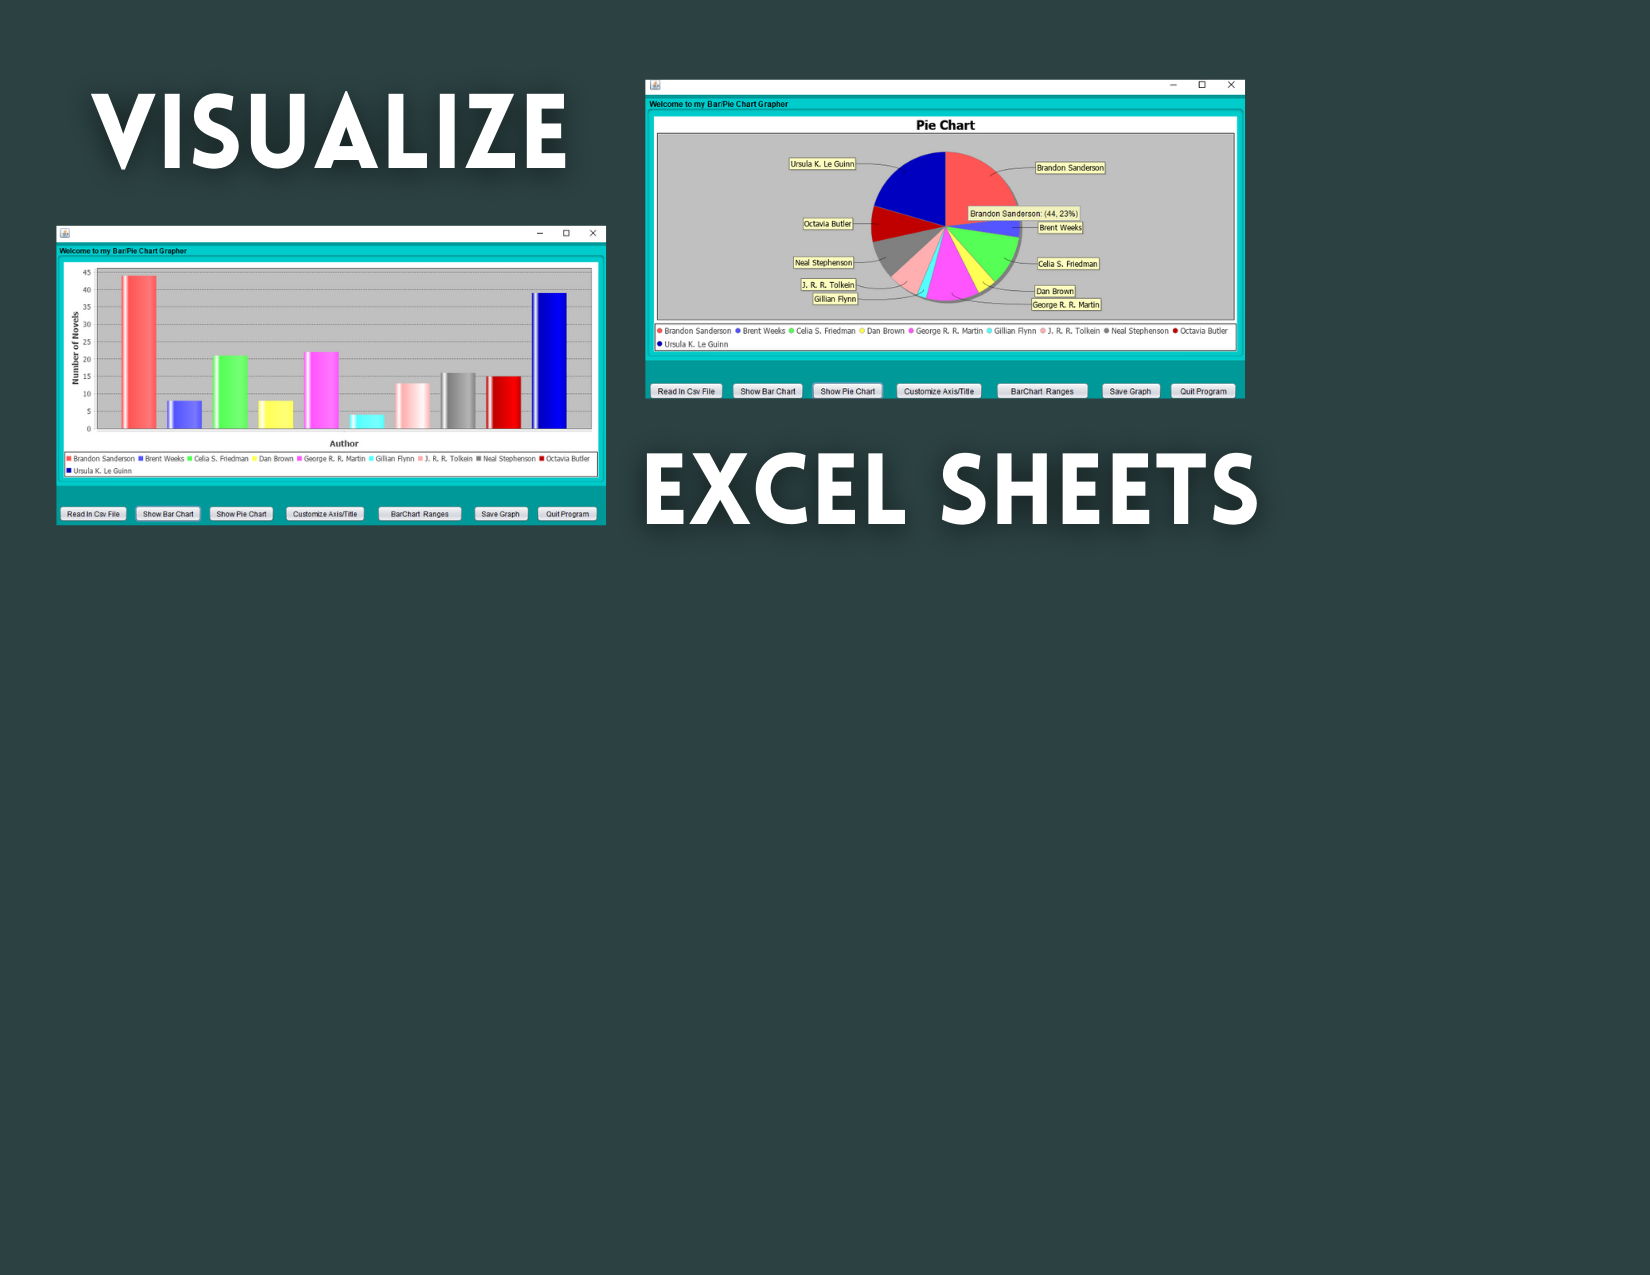 VISUALIZE
Welcome to my Bar/Pie Chart Grapher
45
40
35
30
25
20
15
10
5
0
Number of Novels
Author
Brandon Sanderson Brent Weeks Celia S. Friedman Dan Brown George R. R. Martin Gillian Flynn J. R. R. Tolkein Neal Stephenson Octavia Butler
Ursula K. Le Guinn
Read In Csv File Show Bar Chart Show Pie Chart Customize Axis/Title BarChart Ranges Save Graph Quit Program
Welcome to my Bar/Pie Chart Grapher
Pie Chart
Ursula K. Le Guinn
Brandon Sanderson
Brandon Sanderson: (44, 23%)
Octavia Butler
Brent Weeks
Neal Stephenson
Celia S. Friedman
J. R. R. Tolkein
Dan Brown
Gillian Flynn
George R. R. Martin
Brandon Sanderson Brent Weeks Celia S. Friedman Dan Brown George R. R. Martin Gillian Flynn J. R. R. Tolkein Neal Stephenson Octavia Butler
Ursula K. Le Guinn
Read In Csv File Show Bar Chart Show Pie Chart Customize Axis/Title BarChart Ranges Save Graph Quit Program
EXCEL SHEETS